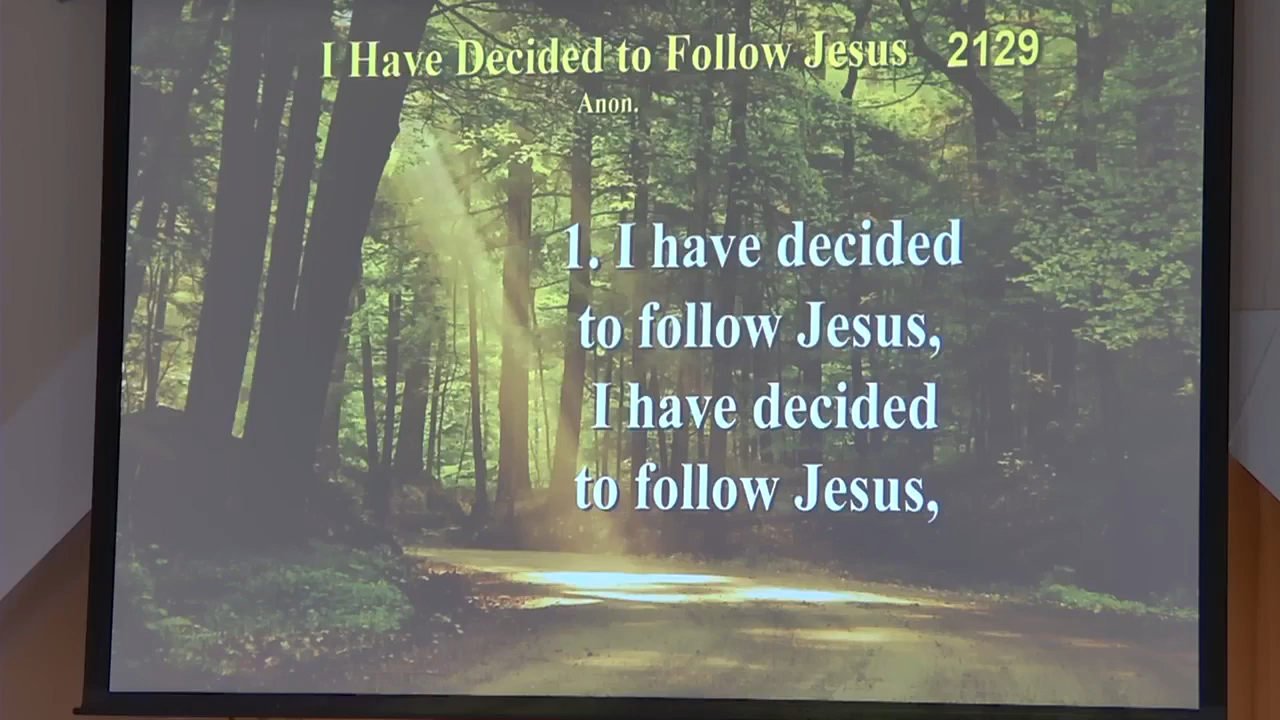 I Have Decided to Follow Jesus 2129
Anon.
1. I have decided
to follow Jesus,
I have decided
to follow Jesus,